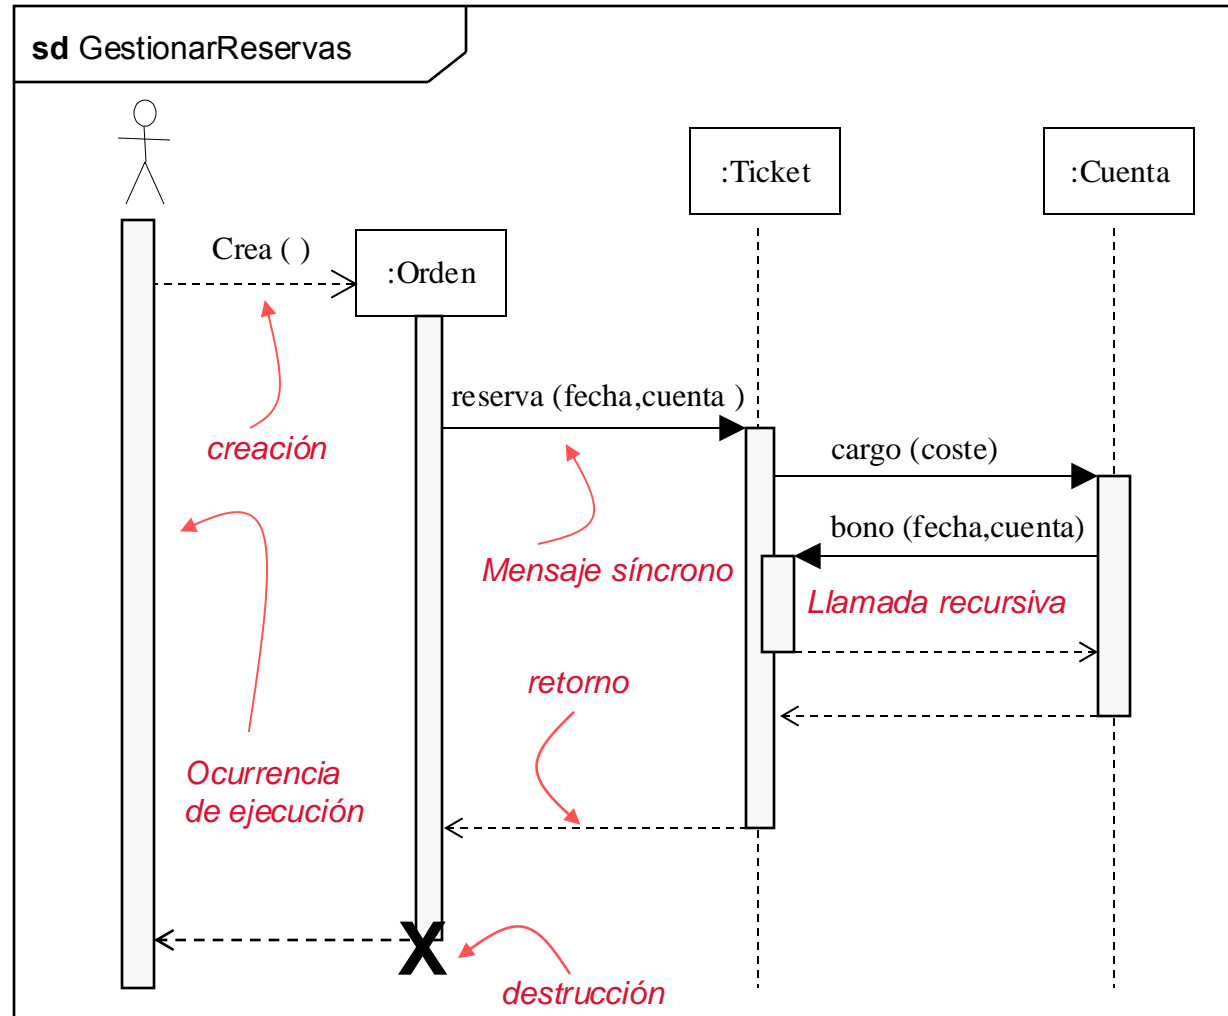 sd GestionarReservas
:Ticket
:Cuenta
Crea ( )
:Orden
reserva (fecha,cuenta )
creación
cargo (coste)
bono (fecha,cuenta)
Mensaje síncrono
Llamada recursiva
retorno
Ocurrencia
de ejecución
X
destrucción